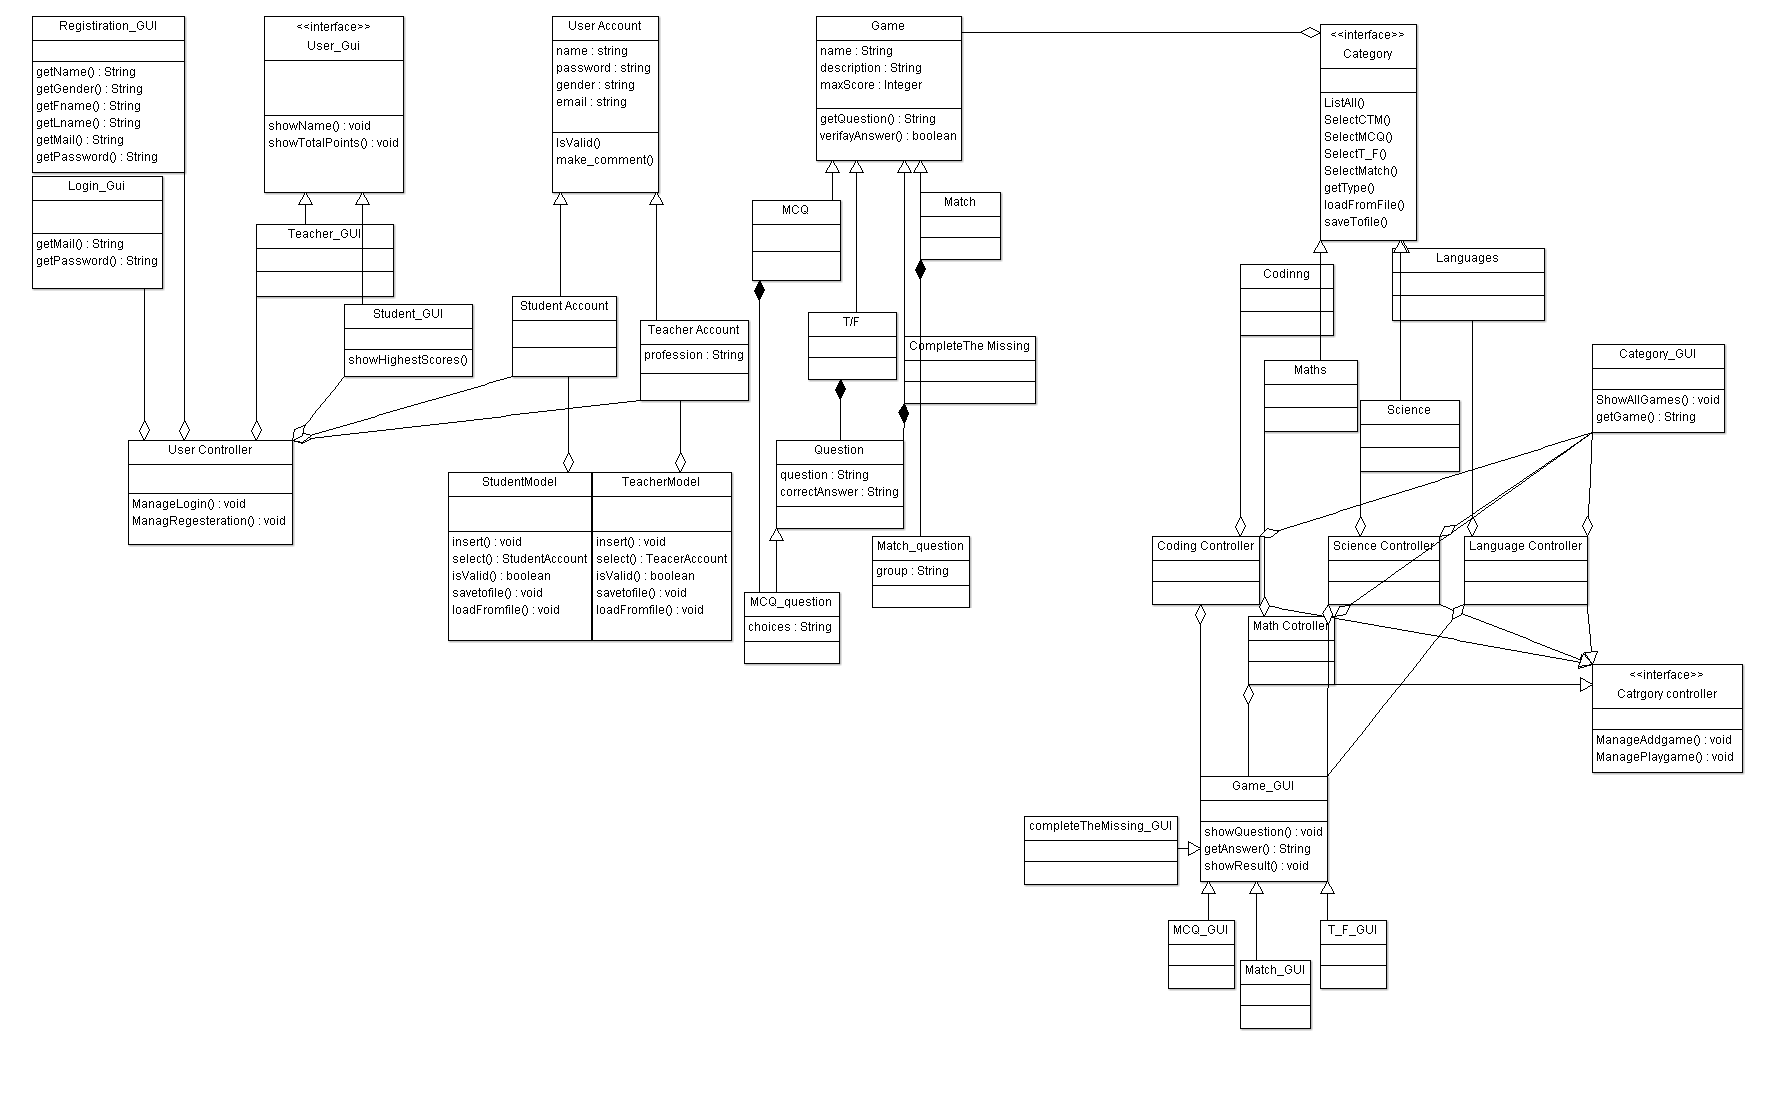 Registiration_GUI
getName() : String
getGender() : String
getFname() : String
getLname() : String
getMail() : String
getPassword() : String
Login_Gui
getMail() : String
getPassword() : String
<<interface>>
User_Gui
showName() : void
showTotalPoints() : void
Teacher_GUI
Student_GUI
showHighestScores()
User Controller
ManageLogin() : void
ManagRegesteration() : void
User Account
name : string
password : string
gender : string
email : string
IsValid()
make_comment()
Student Account
Teacher Account
profession : String
StudentModel
insert() : void
select() : StudentAccount
isValid() : boolean
savetofile() : void
loadFromfile() : void
TeacherModel
insert() : void
select() : TeacerAccount
isValid() : boolean
savetofile() : void
loadFromfile() : void
Game
name : String
description : String
maxScore : Integer
getQuestion() : String
verifayAnswer() : boolean
MCQ
Match
T/F
CompleteThe Missing
Question
question : String
correctAnswer : String
Match_question
group : String
MCQ_question
choices : String
<<interface>>
Category
ListAll()
SelectCTM()
SelectMCQ()
SelectT_F()
SelectMatch()
getType()
loadFromFile()
saveTofile()
Codinng
Languages
Maths
Science
Category_GUI
ShowAllGames() : void
getGame() : String
Coding Controller
Science Controller
Language Controller
Math Cotroller
<<interface>>
Catrgory controller
ManageAddgame() : void
ManagePlaygame() : void
Game_GUI
showQuestion() : void
getAnswer() : String
showResult() : void
completeTheMissing_GUI
MCQ_GUI
T_F_GUI
Match_GUI